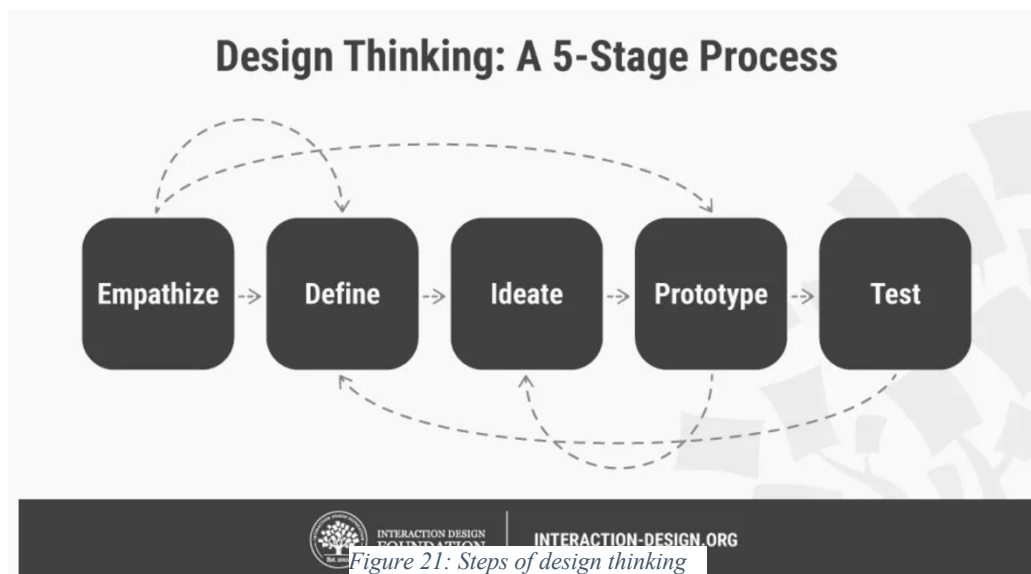 Design Thinking: A 5-Stage Process
Empathize
Define
Ideate
Prototype
Test
INTERACTION DESIGN
FOUNDATION
INTERACTION-DESIGN.ORG
Figure 21: Steps of design thinking